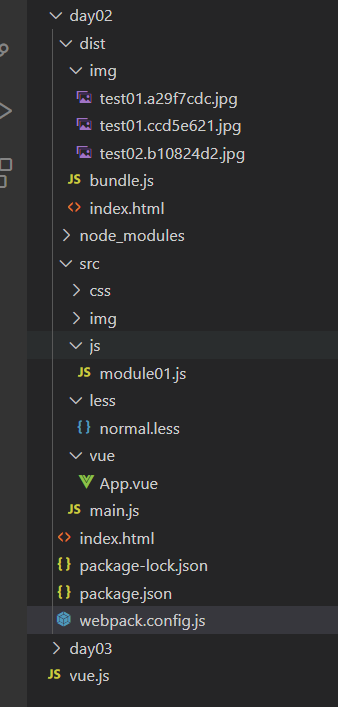 day02
dist
img
test01.a29f7cdc.jpg
test01.ccd5e621.jpg
test02.b10824d2.jpg
JS bundle.js
<> index.html
node_modules
src
css
img
js
JS module01.js
less
{} normal.less
vue
App.vue
JS main.js
<> index.html
{} package-lock.json
{} package.json
webpack.config.js
day03
JS vue.js